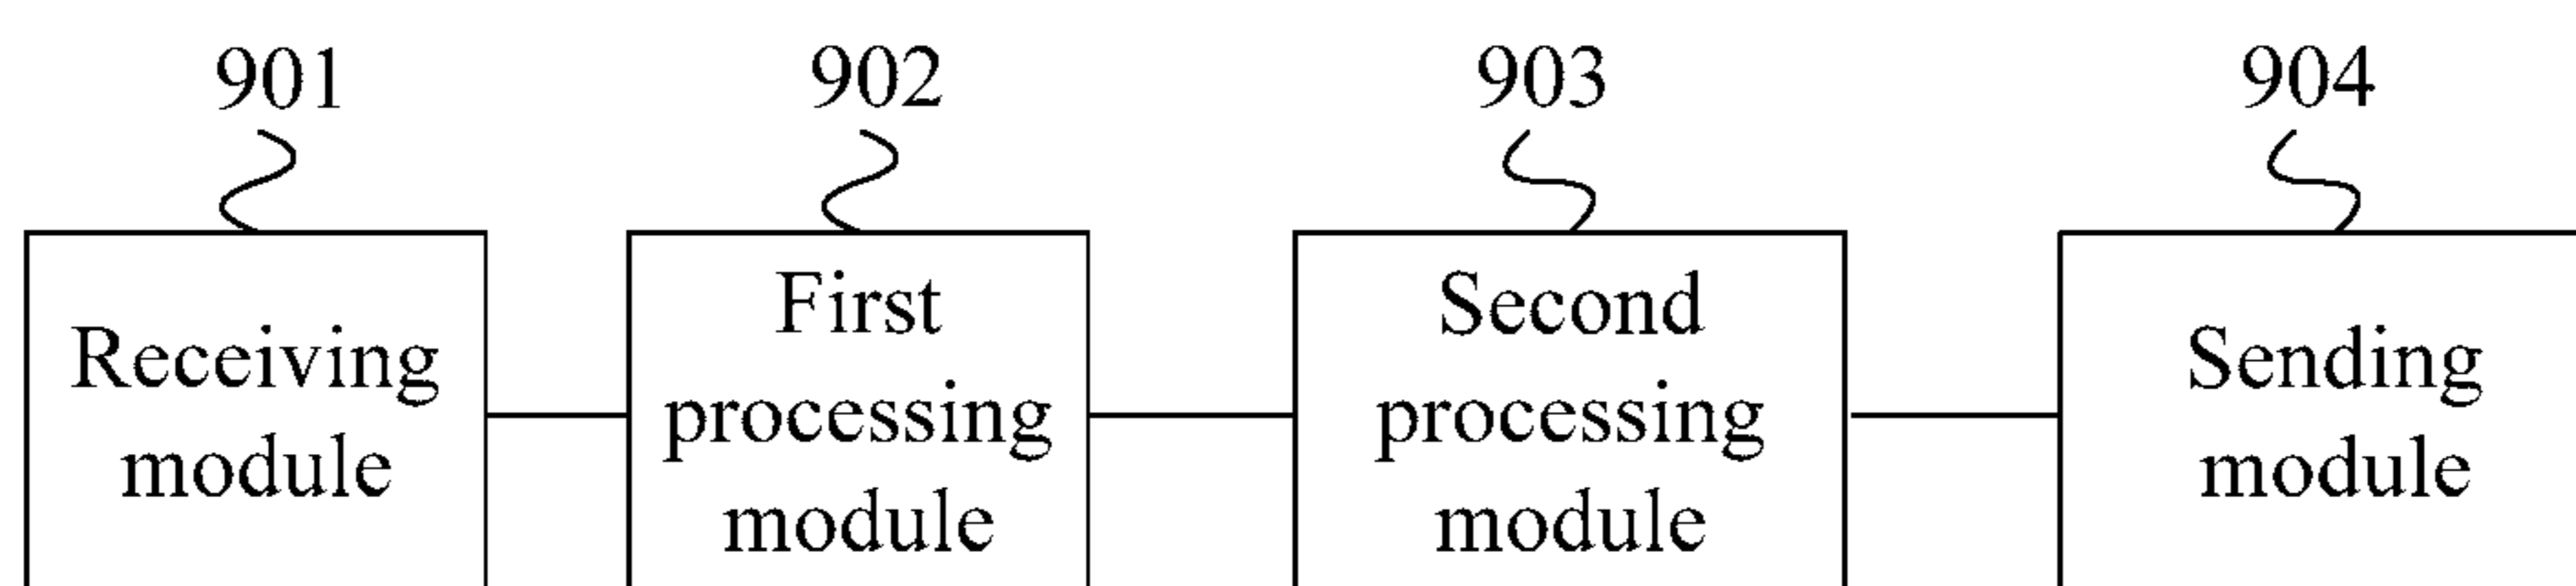 901
902
903
904
Receiving
module
First
processing
module
Second
processing
module
Sending
module